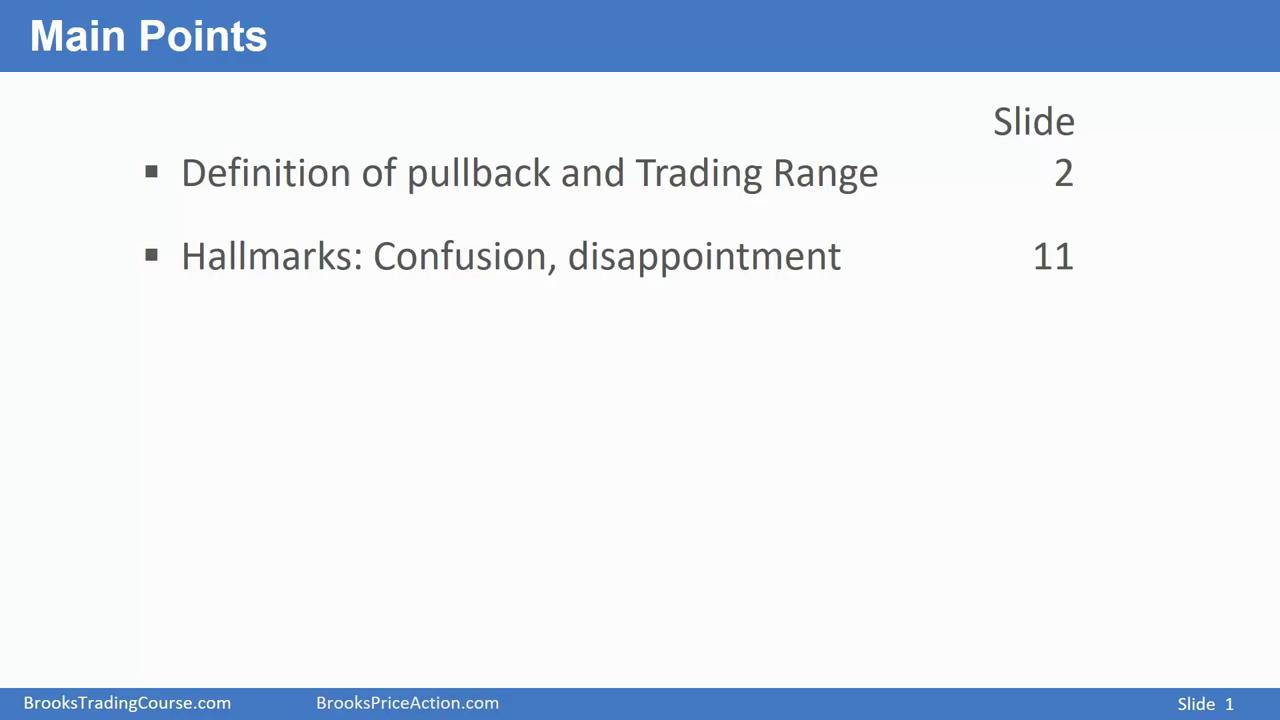 Main Points
Slide
▪ Definition of pullback and Trading Range 2
▪ Hallmarks: Confusion, disappointment 11
BrooksTradingCourse.com BrooksPriceAction.com Slide 1